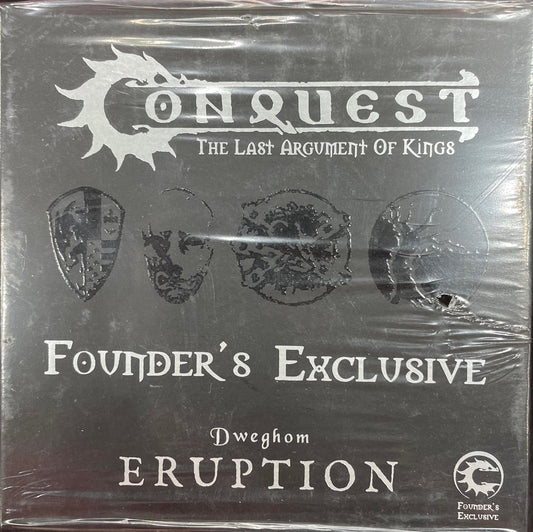 CONQUEST
THE LAST ARGUMENT OF KINGS
FOUNDER'S EXCLUSIVE
Dweghom
ERUPTION
FOUNDER'S
EXCLUSIVE